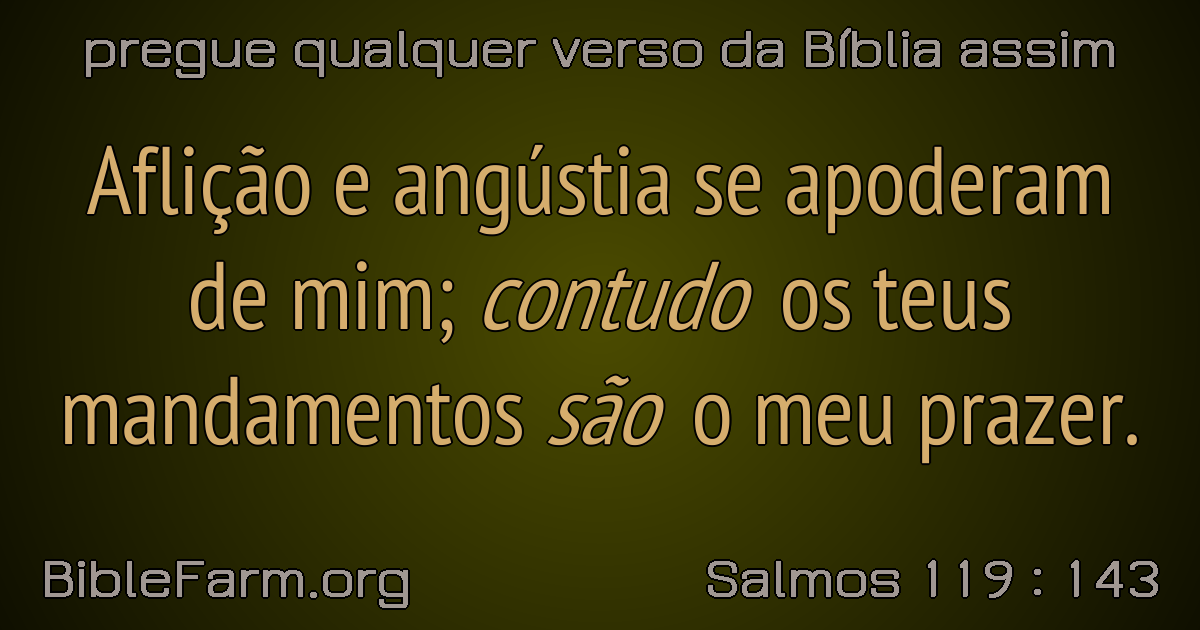 pregue qualquer verso da Bíblia assim
Aflição e angústia se apoderam
de mim; contudo os teus
mandamentos são o meu prazer.
BibleFarm.org
Salmos 119 : 143